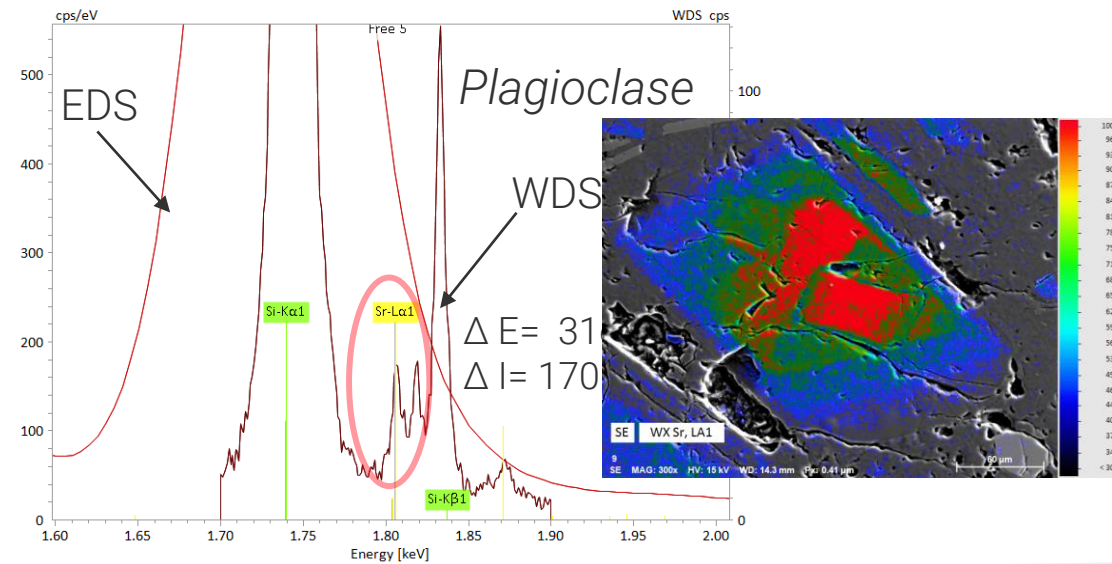 cps/eV
WDS cps
Free 5
500
400
300
200
100
0
100
0
EDS
Plagioclase
WDS
Si-Kα1
Sr-Lα1
Δ E= 31
Δ I= 170
Si-Kβ1
1.60 1.65 1.70 1.75 1.80 1.85 1.90 1.95 2.00
Energy [keV]
SE WX Sr, LA1
9
SE MAG: 300x HV: 15 kV WD: 14.3 mm Px: 0.41 µm
60 µm